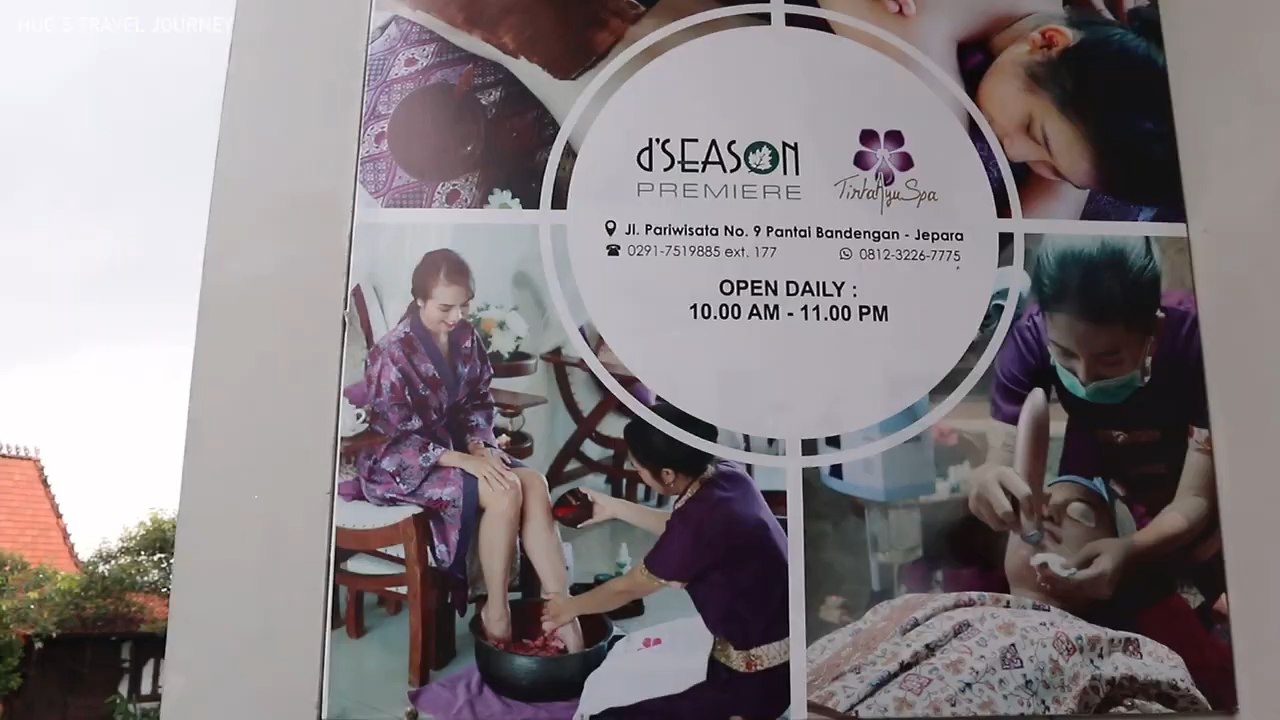 HUE'S TRAVEL JOURNEY
d'SEASON
PREMIERE
TirtaAyu Spa
Jl. Pariwisata No. 9 Pantai Bandengan - Jepara
0291-7519885 ext. 177
0812-3226-7775
OPEN DAILY :
10.00 AM - 11.00 PM